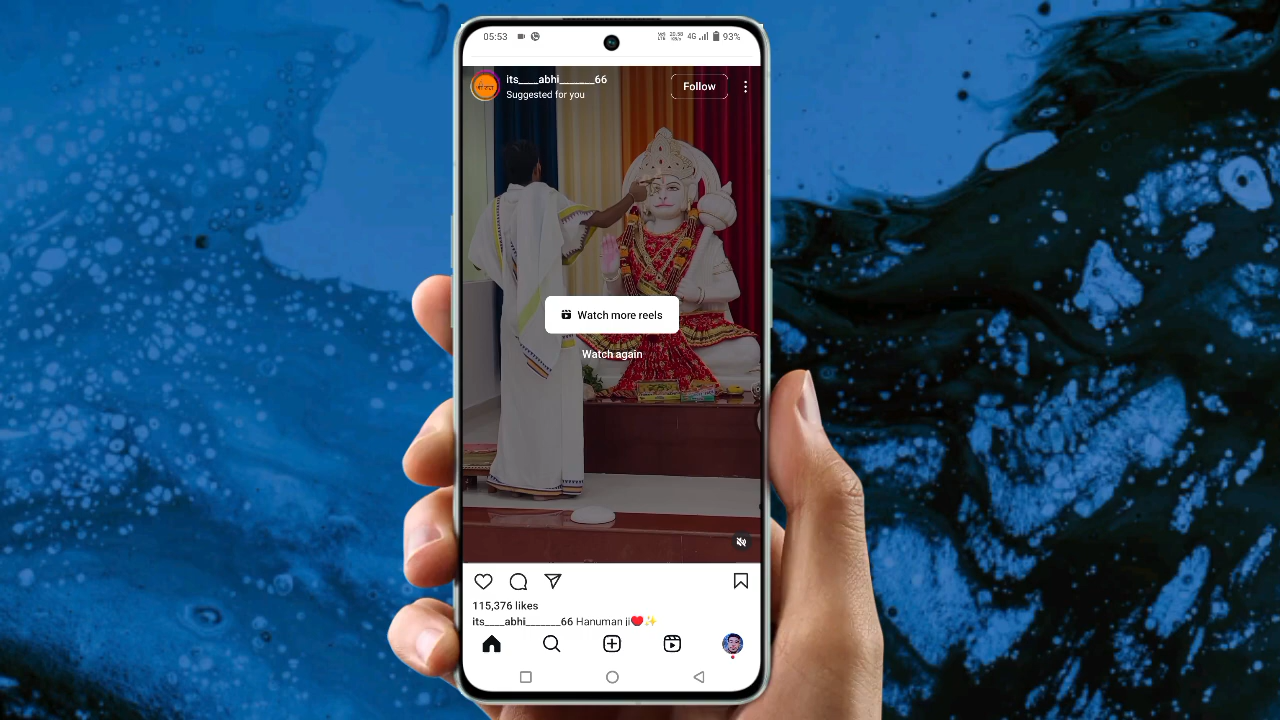 05:53 4G 93%
its____abhi______66
Suggested for you
Follow
Watch more reels
Watch again
115,376 likes
its____abhi______66 Hanuman ji❤️✨